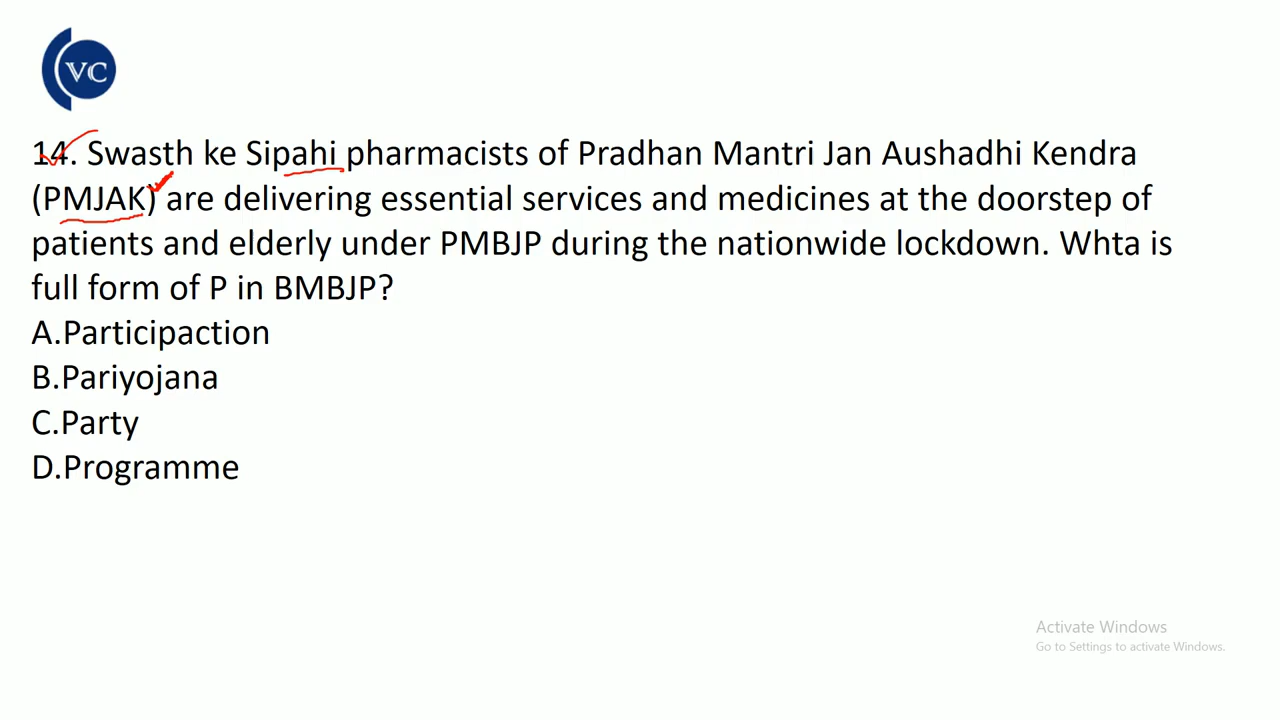 VC
14. Swasth ke Sipahi pharmacists of Pradhan Mantri Jan Aushadhi Kendra
(PMJAK) are delivering essential services and medicines at the doorstep of
patients and elderly under PMBJP during the nationwide lockdown. Whta is
full form of P in BMBJP?
A.Participaction
B.Pariyojana
C.Party
D.Programme
Activate Windows
Go to Settings to activate Windows.